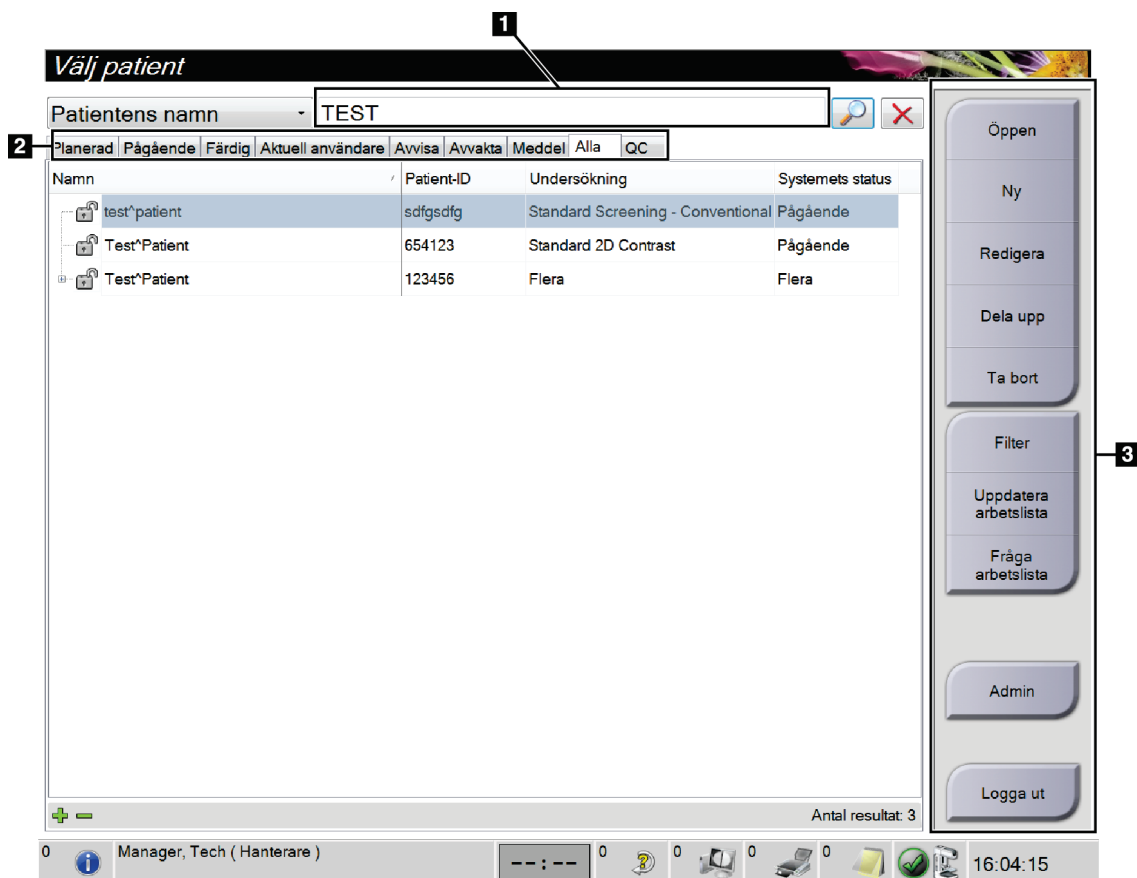 1
Välj patient
Patientens namn TEST
2
Planerad Pågående Färdig Aktuell användare Avvisa Avvakta Meddel Alla QC
Namn Patient-ID Undersökning Systemets status
test^patient sdfgsdfg Standard Screening - Conventional Pågående
Test^Patient 654123 Standard 2D Contrast Pågående
Test^Patient 123456 Flera Flera
Öppen
Ny
Redigera
Dela upp
Ta bort
Filter
3
Uppdatera
arbetslista
Fråga
arbetslista
Admin
Logga ut
Antal resultat: 3
0 Manager, Tech ( Hanterare ) --:-- 0 0 0 0 16:04:15